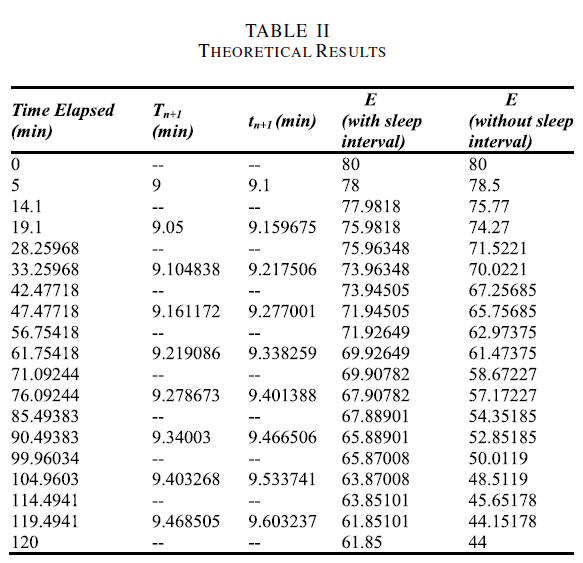 TABLE II
THEORETICAL RESULTS
Time Elapsed (min) Tn+1 (min) tn+1 (min) E (with sleep interval) E (without sleep interval)
0 -- -- 80 80
5 9 9.1 78 78.5
14.1 -- -- 77.9818 75.77
19.1 9.05 9.159675 75.9818 74.27
28.25968 -- -- 75.96348 71.5221
33.25968 9.104838 9.217506 73.96348 70.0221
42.47718 -- -- 73.94505 67.25685
47.47718 9.161172 9.277001 71.94505 65.75685
56.75418 -- -- 71.92649 62.97375
61.75418 9.219086 9.338259 69.92649 61.47375
71.09244 -- -- 69.90782 58.67227
76.09244 9.278673 9.401388 67.90782 57.17227
85.49383 -- -- 67.88901 54.35185
90.49383 9.34003 9.466506 65.88901 52.85185
99.96034 -- -- 65.87008 50.0119
104.9603 9.403268 9.533741 63.87008 48.5119
114.4941 -- -- 63.85101 45.65178
119.4941 9.468505 9.603237 61.85101 44.15178
120 -- -- 61.85 44